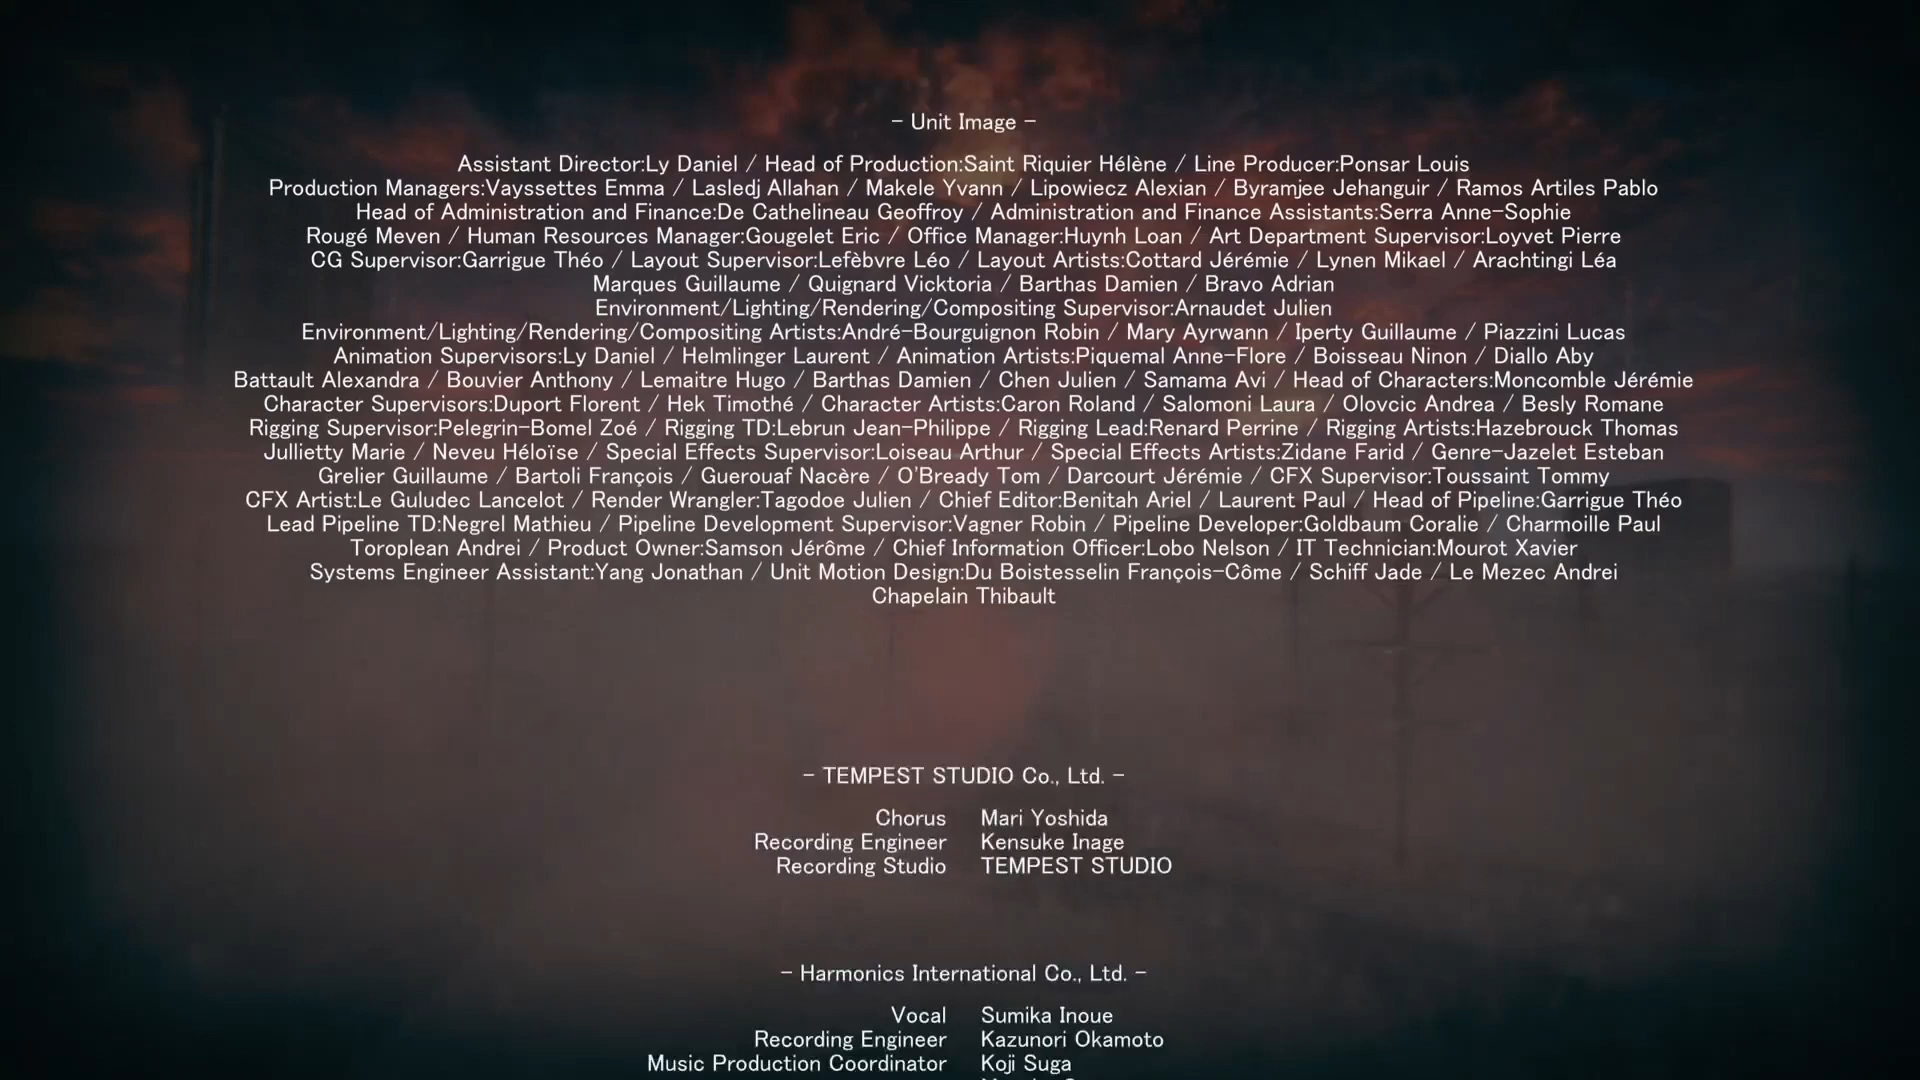 - Unit Image -
Assistant Director:Ly Daniel / Head of Production:Saint Riquier Hélène / Line Producer:Ponsar Louis
Production Managers:Vayssettes Emma / Lasledj Allahan / Makele Yvann / Lipowiecz Alexian / Byramjee Jehanguir / Ramos Artiles Pablo
Head of Administration and Finance:De Cathelineau Geoffroy / Administration and Finance Assistants:Serra Anne-Sophie
Rougé Meven / Human Resources Manager:Gougelet Eric / Office Manager:Huynh Loan / Art Department Supervisor:Loyvet Pierre
CG Supervisor:Garrigue Théo / Layout Supervisor:Lefèbvre Léo / Layout Artists:Cottard Jérémie / Lynen Mikael / Arachtingi Léa
Marques Guillaume / Quignard Vicktoria / Barthas Damien / Bravo Adrian
Environment/Lighting/Rendering/Compositing Supervisor:Arnaudet Julien
Environment/Lighting/Rendering/Compositing Artists:André-Bourguignon Robin / Mary Ayrwann / Iperty Guillaume / Piazzini Lucas
Animation Supervisors:Ly Daniel / Helmlinger Laurent / Animation Artists:Piquemal Anne-Flore / Boisseau Ninon / Diallo Aby
Battault Alexandra / Bouvier Anthony / Lemaitre Hugo / Barthas Damien / Chen Julien / Samama Avi / Head of Characters:Moncomble Jérémie
Character Supervisors:Duport Florent / Hek Timothé / Character Artists:Caron Roland / Salomoni Laura / Olovcic Andrea / Besly Romane
Rigging Supervisor:Pelegrin-Bomel Zoé / Rigging TD:Lebrun Jean-Philippe / Rigging Lead:Renard Perrine / Rigging Artists:Hazebrouck Thomas
Jullietty Marie / Neveu Héloïse / Special Effects Supervisor:Loiseau Arthur / Special Effects Artists:Zidane Farid / Genre-Jazelet Esteban
Grelier Guillaume / Bartoli François / Guerouaf Nacère / O'Bready Tom / Darcourt Jérémie / CFX Supervisor:Toussaint Tommy
CFX Artist:Le Guludec Lancelot / Render Wrangler:Tagodoe Julien / Chief Editor:Benitah Ariel / Laurent Paul / Head of Pipeline:Garrigue Théo
Lead Pipeline TD:Negrel Mathieu / Pipeline Development Supervisor:Vagner Robin / Pipeline Developer:Goldbaum Coralie / Charmoille Paul
Toroplean Andrei / Product Owner:Samson Jérôme / Chief Information Officer:Lobo Nelson / IT Technician:Mourot Xavier
Systems Engineer Assistant:Yang Jonathan / Unit Motion Design:Du Boistesselin François-Côme / Schiff Jade / Le Mezec Andrei
Chapelain Thibault
- TEMPEST STUDIO Co., Ltd. -
Chorus Mari Yoshida
Recording Engineer Kensuke Inage
Recording Studio TEMPEST STUDIO
- Harmonics International Co., Ltd. -
Vocal Sumika Inoue
Recording Engineer Kazunori Okamoto
Music Production Coordinator Koji Suga